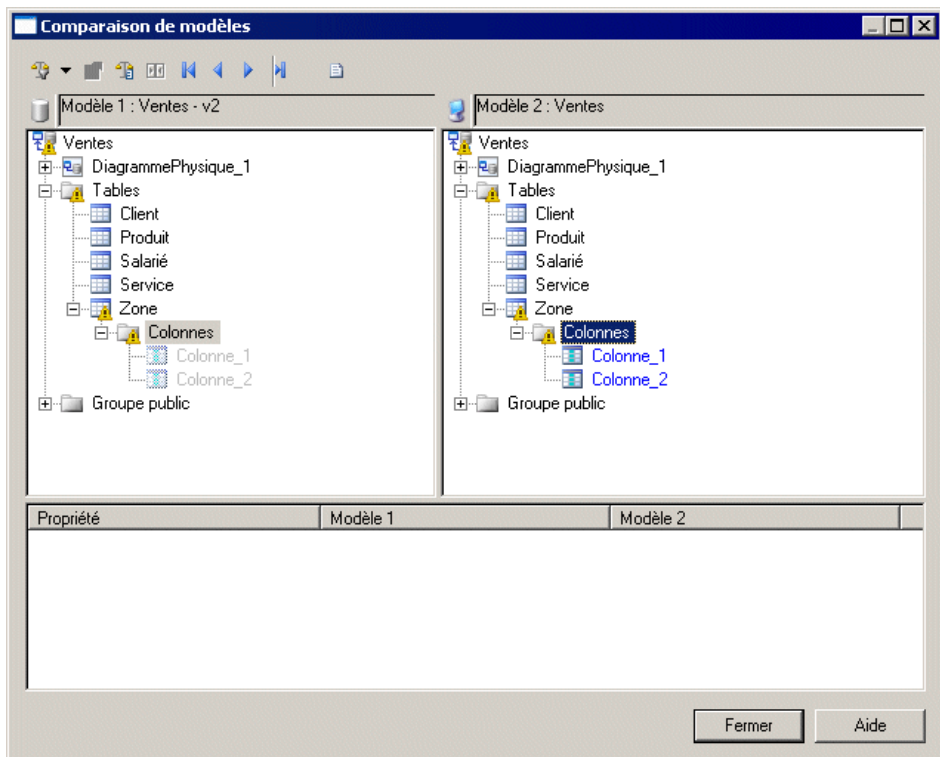 Comparaison de modèles
Modèle 1 : Ventes - v2
Ventes
DiagrammePhysique_1
Tables
Client
Produit
Salarié
Service
Zone
Colonnes
Colonne_1
Colonne_2
Groupe public
Modèle 2 : Ventes
Ventes
DiagrammePhysique_1
Tables
Client
Produit
Salarié
Service
Zone
Colonnes
Colonne_1
Colonne_2
Groupe public
Propriété Modèle 1 Modèle 2
Fermer Aide